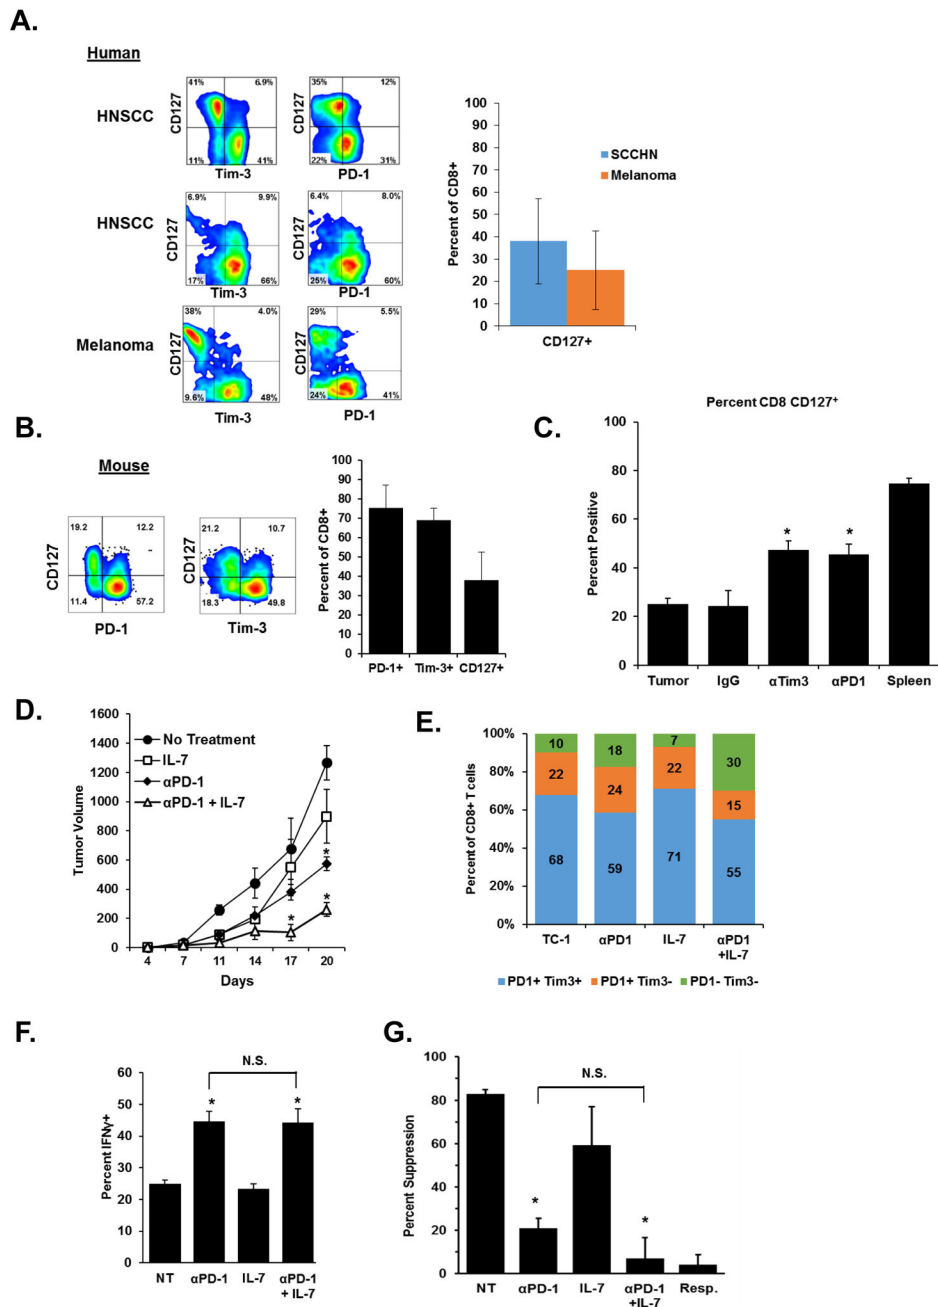 A.
Human
HNSCC
CD127
41%
6.9%
11%
41%
Tim-3
CD127
35%
12%
22%
31%
PD-1
HNSCC
CD127
6.9%
9.9%
17%
66%
Tim-3
CD127
6.4%
8.0%
25%
60%
PD-1
Melanoma
CD127
38%
4.0%
9.6%
48%
Tim-3
CD127
29%
5.5%
24%
41%
PD-1
Percent of CD8+
100
90
80
70
60
50
40
30
20
10
0
SCCHN
Melanoma
CD127+
B.
Mouse
CD127
19.2
12.2
11.4
57.2
PD-1
CD127
21.2
10.7
18.3
49.8
Tim-3
Percent of CD8+
100
90
80
70
60
50
40
30
20
10
0
PD-1+ Tim-3+ CD127+
C.
Percent CD8 CD127+
Percent Positive
80
60
40
20
0
* *
Tumor IgG αTim3 αPD1 Spleen
D.
Tumor Volume
1600
1400
1200
1000
800
600
400
200
0
No Treatment
IL-7
αPD-1
αPD-1 + IL-7
*
*
*
*
4 7 11 14 17 20
Days
E.
Percent of CD8+ T cells
100%
80%
60%
40%
20%
0%
10 18 7 30
22 24 22 15
68 59 71 55
TC-1 αPD1 IL-7 αPD1
+IL-7
PD1+ Tim3+ PD1+ Tim3- PD1- Tim3-
F.
Percent IFNγ+
60
50
40
30
20
10
0
N.S.
* *
NT αPD-1 IL-7 αPD-1
+ IL-7
G.
Percent Suppression
100
80
60
40
20
0
N.S.
*
*
NT αPD-1 IL-7 αPD-1 Resp.
+IL-7